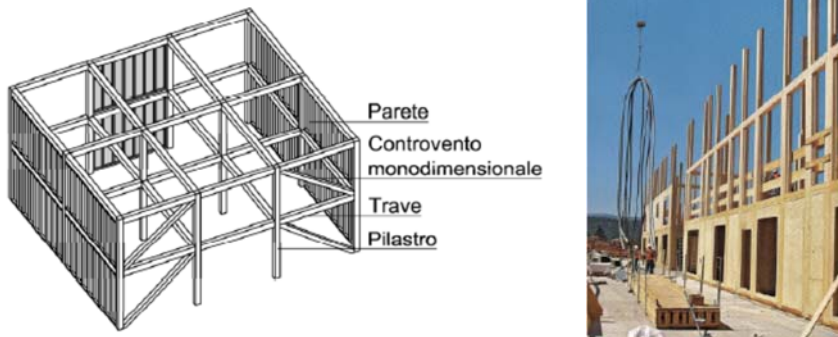 Parete
Controvento
monodimensionale
Trave
Pilastro